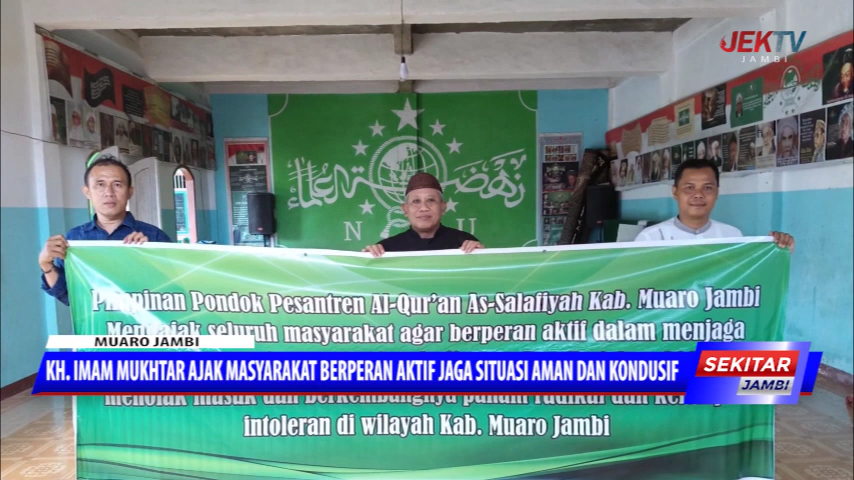 JEKTV
JAMBI
نهضة العلماء
N U
Pimpinan Pondok Pesantren Al-Qur'an As-Salafiyah Kab. Muaro Jambi
Mengajak seluruh masyarakat agar berperan aktif dalam menjaga
MUARO JAMBI
KH. IMAM MUKHTAR AJAK MASYARAKAT BERPERAN AKTIF JAGA SITUASI AMAN DAN KONDUSIF
SEKITAR
JAMBI
menolak masuk dan berkembangnya paham radikal dan
intoleran di wilayah Kab. Muaro Jambi